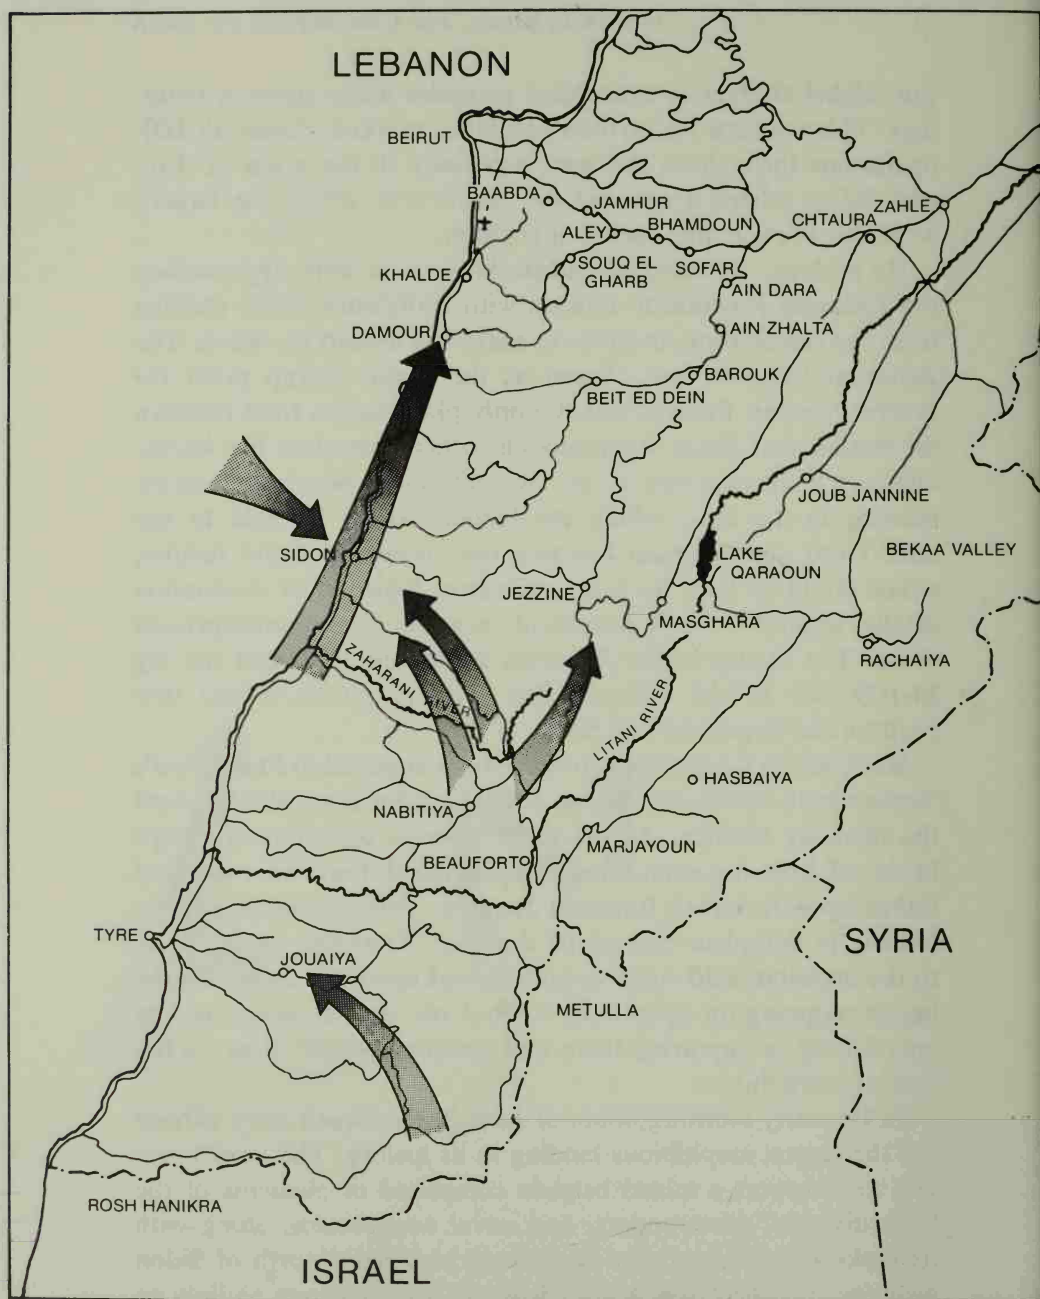 LEBANON
BEIRUT
BAABDA
JAMHUR
ZAHLE
CHTAURA
BHAMDOUN
ALEY
SOUQ EL
GHARB
SOFAR
KHALDE
AIN DARA
DAMOUR
AIN ZHALTA
BAROUK
BEIT ED DEIN
JOUB JANNINE
SIDON
LAKE
QARAOUN
BEKAA VALLEY
JEZZINE
MASGHARA
RACHAIYA
ZAHARANI RIVER
LITANI RIVER
HASBAIYA
NABITIYA
MARJAYOUN
BEAUFORT
TYRE
SYRIA
JOUAIYA
METULLA
ROSH HANIKRA
ISRAEL